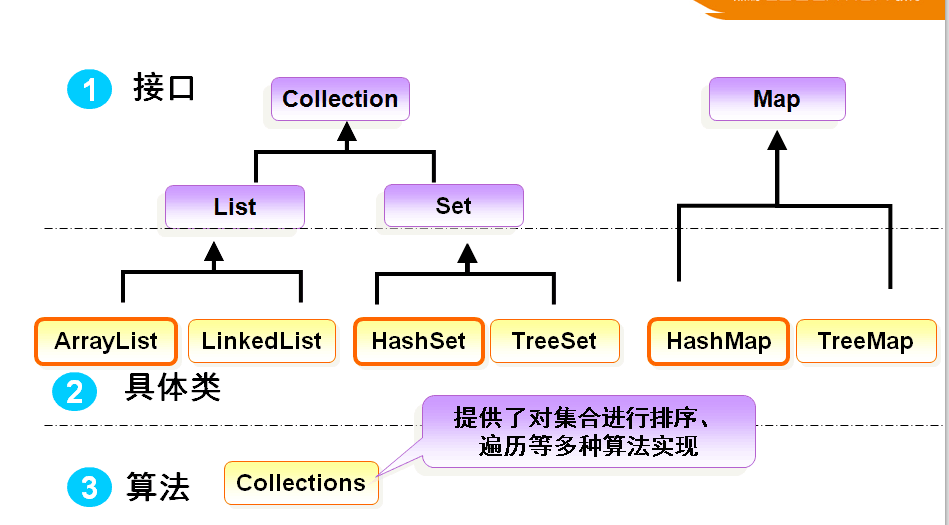 1 接口
Collection
Map
List
Set
ArrayList
LinkedList
HashSet
TreeSet
HashMap
TreeMap
2 具体类
提供了对集合进行排序、
遍历等多种算法实现
3 算法
Collections